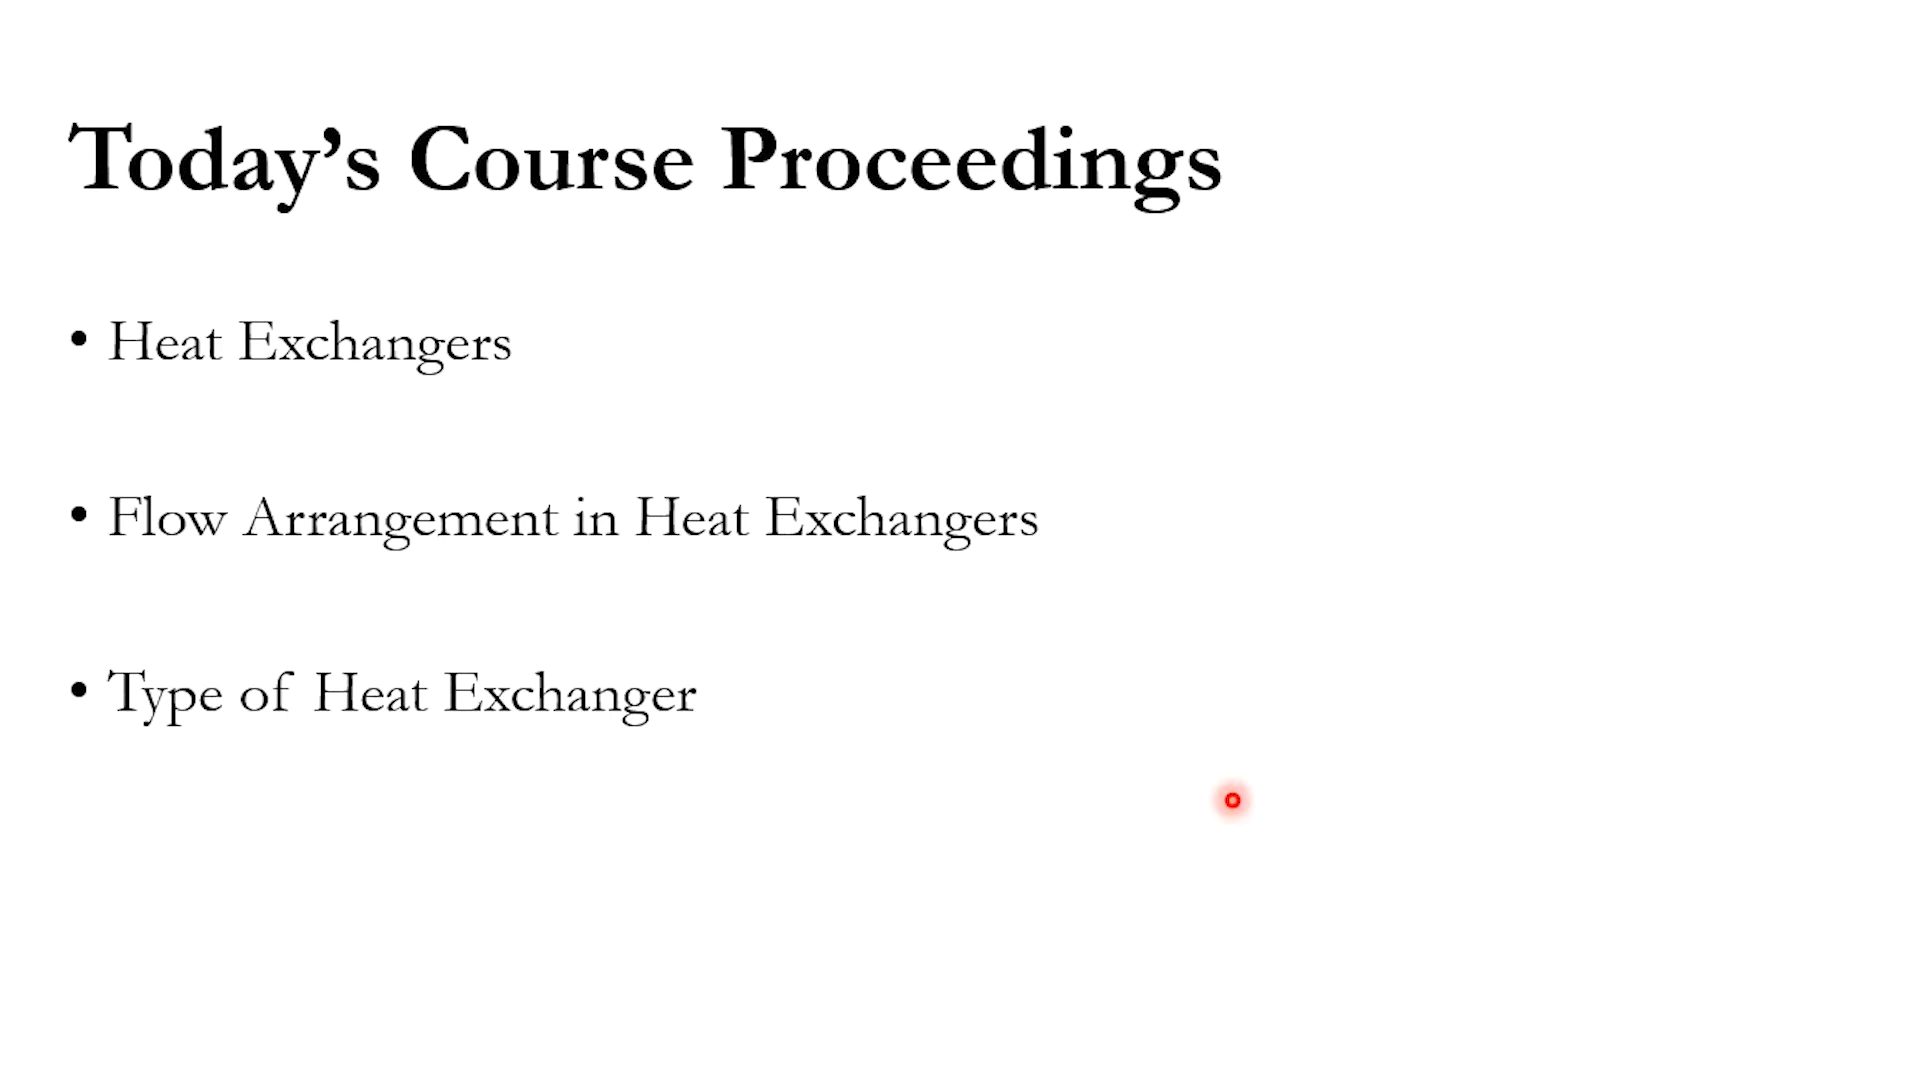 Today’s Course Proceedings
• Heat Exchangers
• Flow Arrangement in Heat Exchangers
• Type of Heat Exchanger